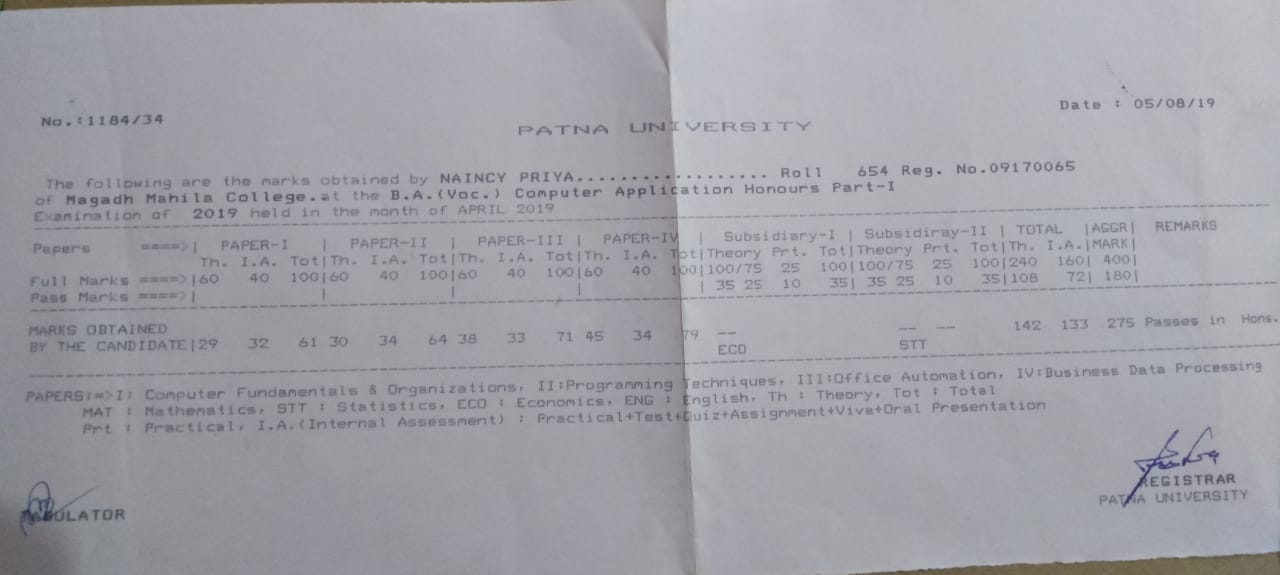 No.:1184/34
Date : 05/08/19
PATNA UNIVERSITY
The following are the marks obtained by NAINCY PRIYA................... Roll 654 Reg. No.09170065
of Magadh Mahila College.at the B.A.(Voc.) Computer Application Honours Part-I
Examination of 2019 held in the month of APRIL 2019
Papers ====>| PAPER-I | PAPER-II | PAPER-III | PAPER-IV | Subsidiary-I | Subsidiray-II | TOTAL |AGGR| REMARKS
Th. I.A. Tot|Th. I.A. Tot|Th. I.A. Tot|Th. I.A. Tot|Theory Prt. Tot|Theory Prt. Tot|Th. I.A.|MARK|
Full Marks ====>|60 40 100|60 40 100|60 40 100|60 40 100|100/75 25 100|100/75 25 100|240 160| 400|
Pass Marks ====>| | | | | 35 25 10 35| 35 25 10 35|108 72| 180|
MARKS OBTAINED
BY THE CANDIDATE|29 32 61 30 34 64 38 33 71 45 34 79 -- -- -- 142 133 275 Passes in Hons.
ECO STT
PAPERS:=>I: Computer Fundamentals & Organizations, II:Programming Techniques, III:Office Automation, IV:Business Data Processing
MAT : Mathematics, STT : Statistics, ECO : Economics, ENG : English, Th : Theory, Tot : Total
Prt : Practical, I.A.(Internal Assessment) : Practical+Test+Quiz+Assignment+Viva+Oral Presentation
TABULATOR
REGISTRAR
PATNA UNIVERSITY